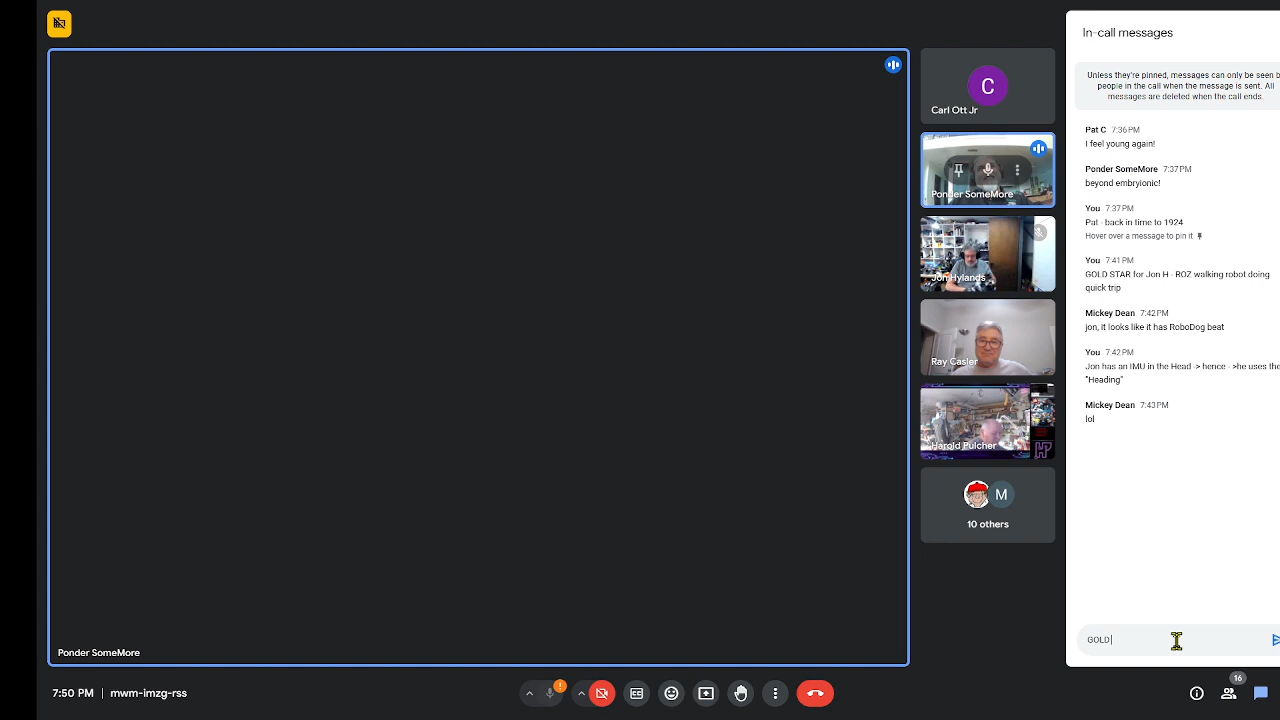 In-call messages
Unless they're pinned, messages can only be seen b
people in the call when the message is sent. All
messages are deleted when the call ends.
Pat C 7:36 PM
I feel young again!
Ponder SomeMore 7:37 PM
beyond embryionic!
You 7:37 PM
Pat - back in time to 1924
Hover over a message to pin it
You 7:41 PM
GOLD STAR for Jon H - ROZ walking robot doing
quick trip
Mickey Dean 7:42 PM
jon, it looks like it has RoboDog beat
You 7:42 PM
Jon has an IMU in the Head -> hence - >he uses the
"Heading"
Mickey Dean 7:43 PM
lol
GOLD
C
Carl Ott Jr
Ponder SomeMore
Jon Hylands
Ray Casler
Harold Pulcher
HP
M
10 others
Ponder SomeMore
7:50 PM | mwm-imzg-rss
16